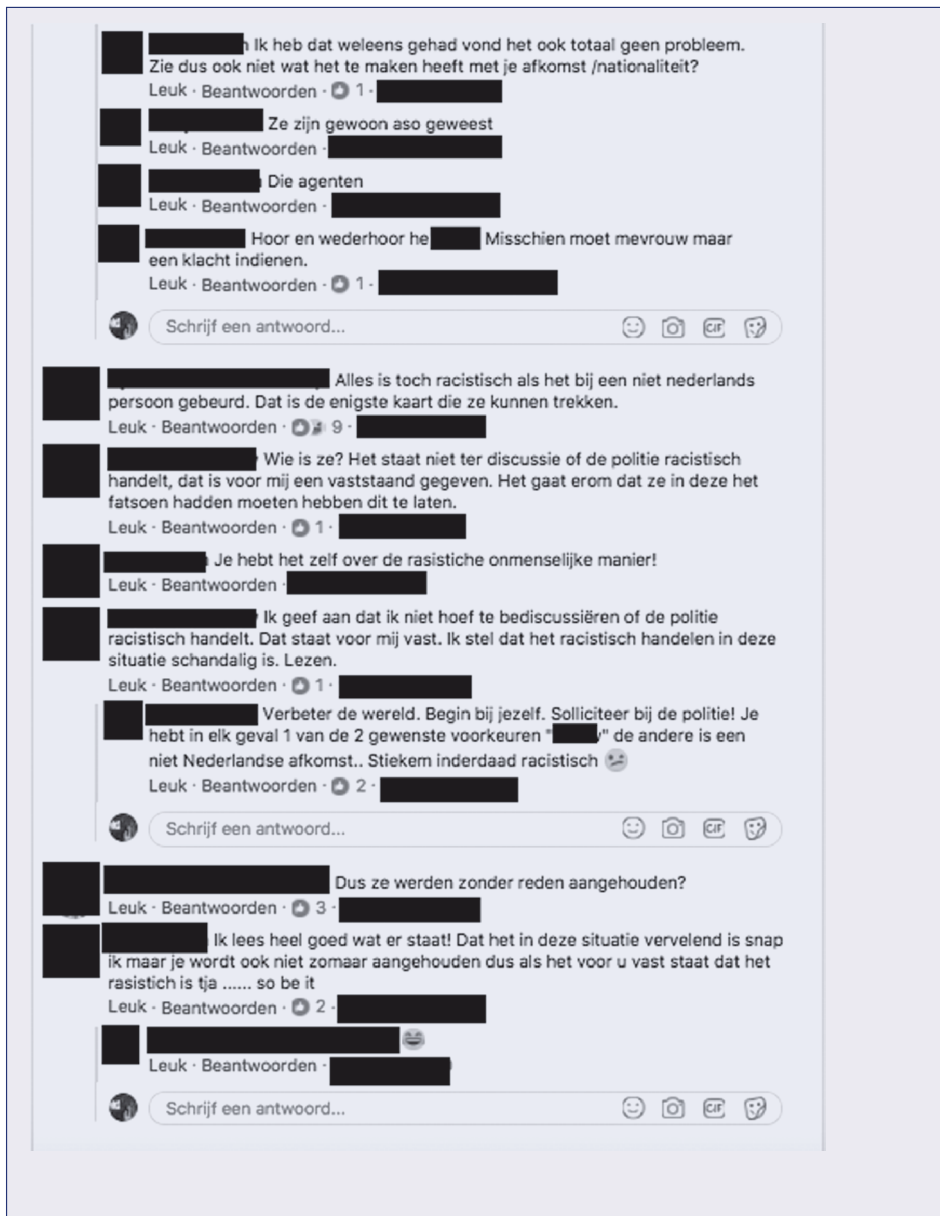 Ik heb dat weleens gehad vond het ook totaal geen probleem.
Zie dus ook niet wat het te maken heeft met je afkomst /nationaliteit?
Leuk · Beantwoorden · 1 ·
Ze zijn gewoon aso geweest
Leuk · Beantwoorden ·
Die agenten
Leuk · Beantwoorden ·
Hoor en wederhoor he Misschien moet mevrouw maar
een klacht indienen.
Leuk · Beantwoorden · 1 ·
Schrijf een antwoord...
GIF
Alles is toch racistisch als het bij een niet nederlands
persoon gebeurd. Dat is de enigste kaart die ze kunnen trekken.
Leuk · Beantwoorden · 9 ·
Wie is ze? Het staat niet ter discussie of de politie racistisch
handelt, dat is voor mij een vaststaand gegeven. Het gaat erom dat ze in deze het
fatsoen hadden moeten hebben dit te laten.
Leuk · Beantwoorden · 1 ·
Je hebt het zelf over de rasistiche onmenselijke manier!
Leuk · Beantwoorden ·
Ik geef aan dat ik niet hoef te bediscussiëren of de politie
racistisch handelt. Dat staat voor mij vast. Ik stel dat het racistisch handelen in deze
situatie schandalig is. Lezen.
Leuk · Beantwoorden · 1 ·
Verbeter de wereld. Begin bij jezelf. Solliciteer bij de politie! Je
hebt in elk geval 1 van de 2 gewenste voorkeuren " " de andere is een
niet Nederlandse afkomst.. Stiekem inderdaad racistisch
Leuk · Beantwoorden · 2 ·
Schrijf een antwoord...
GIF
Dus ze werden zonder reden aangehouden?
Leuk · Beantwoorden · 3 ·
Ik lees heel goed wat er staat! Dat het in deze situatie vervelend is snap
ik maar je wordt ook niet zomaar aangehouden dus als het voor u vast staat dat het
rasistich is tja ...... so be it
Leuk · Beantwoorden · 2 ·
Leuk · Beantwoorden ·
Schrijf een antwoord...
GIF